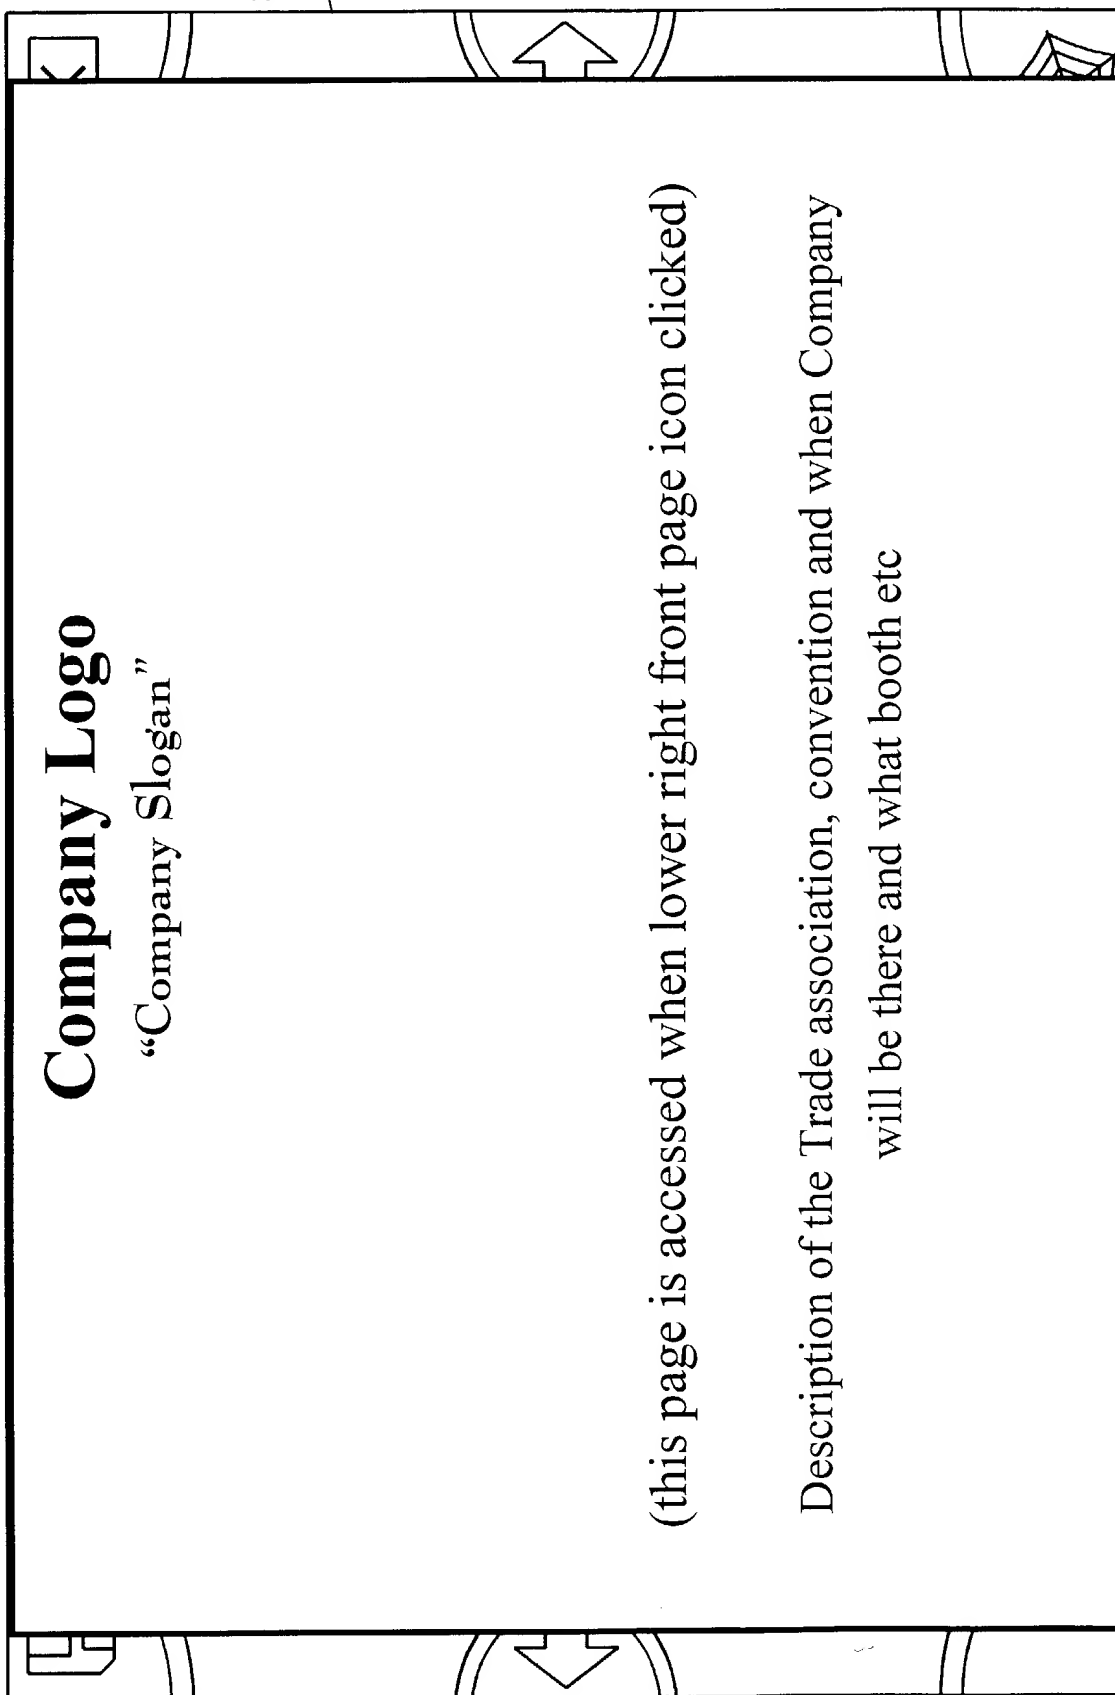 Company Logo
“Company Slogan”
(this page is accessed when lower right front page icon clicked)
Description of the Trade association, convention and when Company
will be there and what booth etc